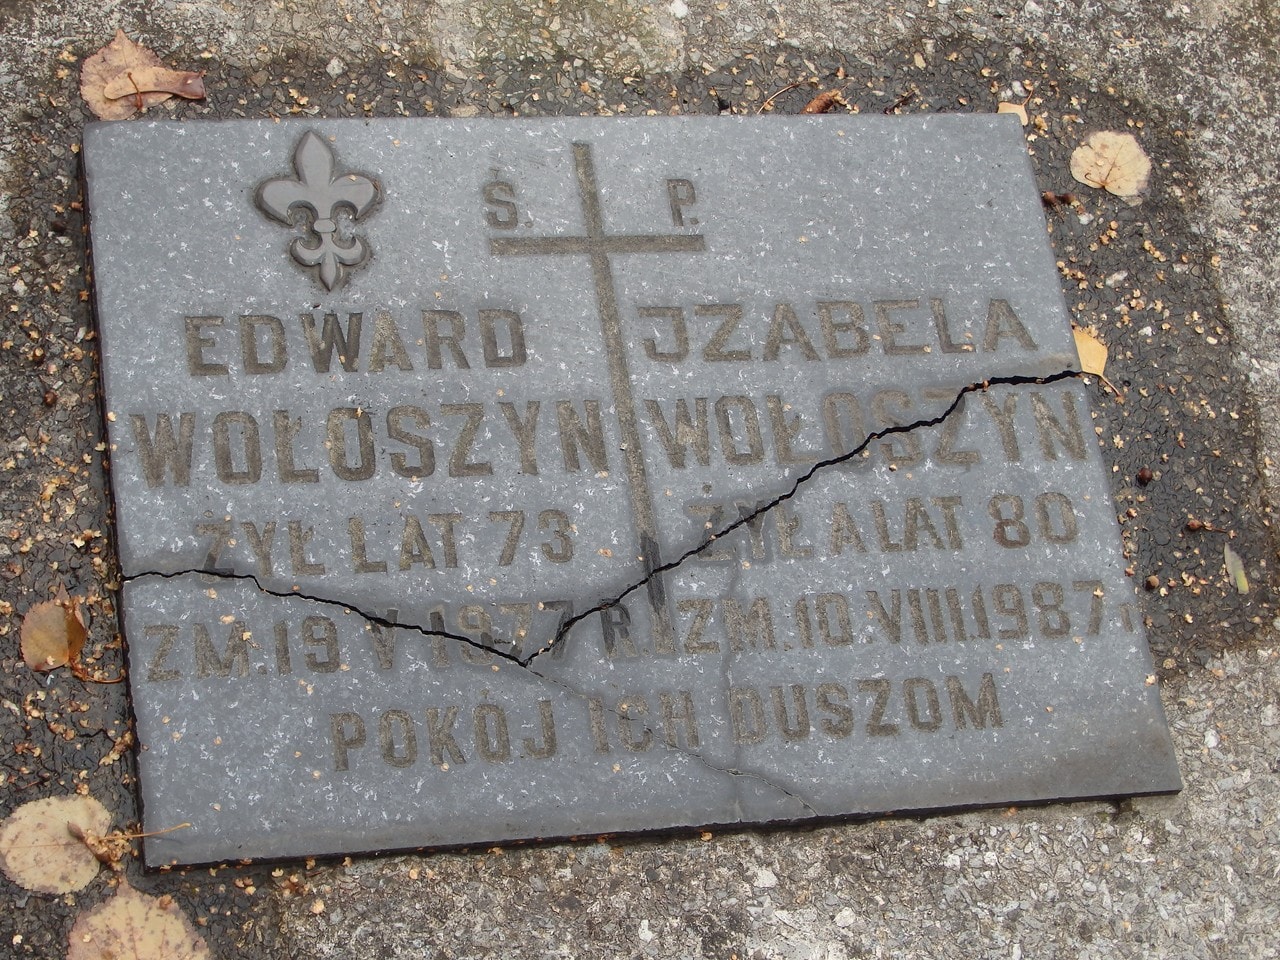 Ś. P.
EDWARD JZABELA
WOŁOSZYN WOŁOSZYN
ŻYŁ LAT 73 ŻYŁA LAT 80
ZM. 19 V 1977 R. ZM. 10. VIII. 1987 r
POKÓJ ICH DUSZOM